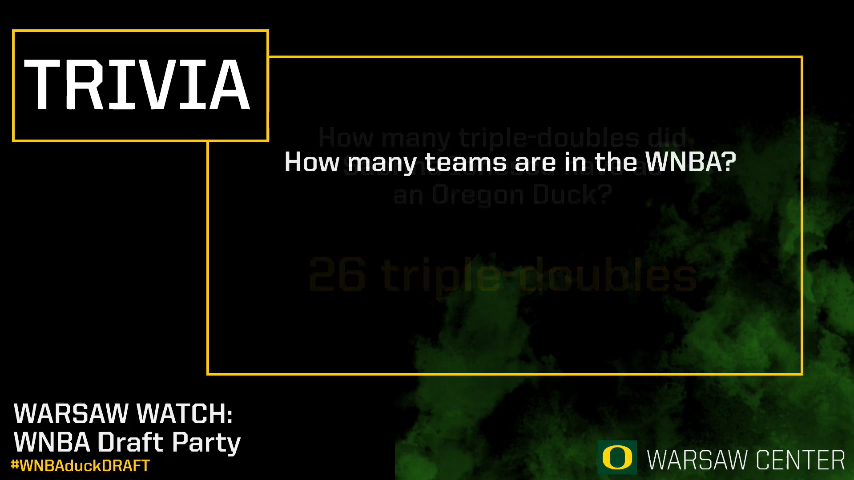 TRIVIA
How many triple-doubles did
How many teams are in the WNBA?
an Oregon Duck?
26 triple-doubles
WARSAW WATCH:
WNBA Draft Party
#WNBAduckDRAFT
O WARSAW CENTER